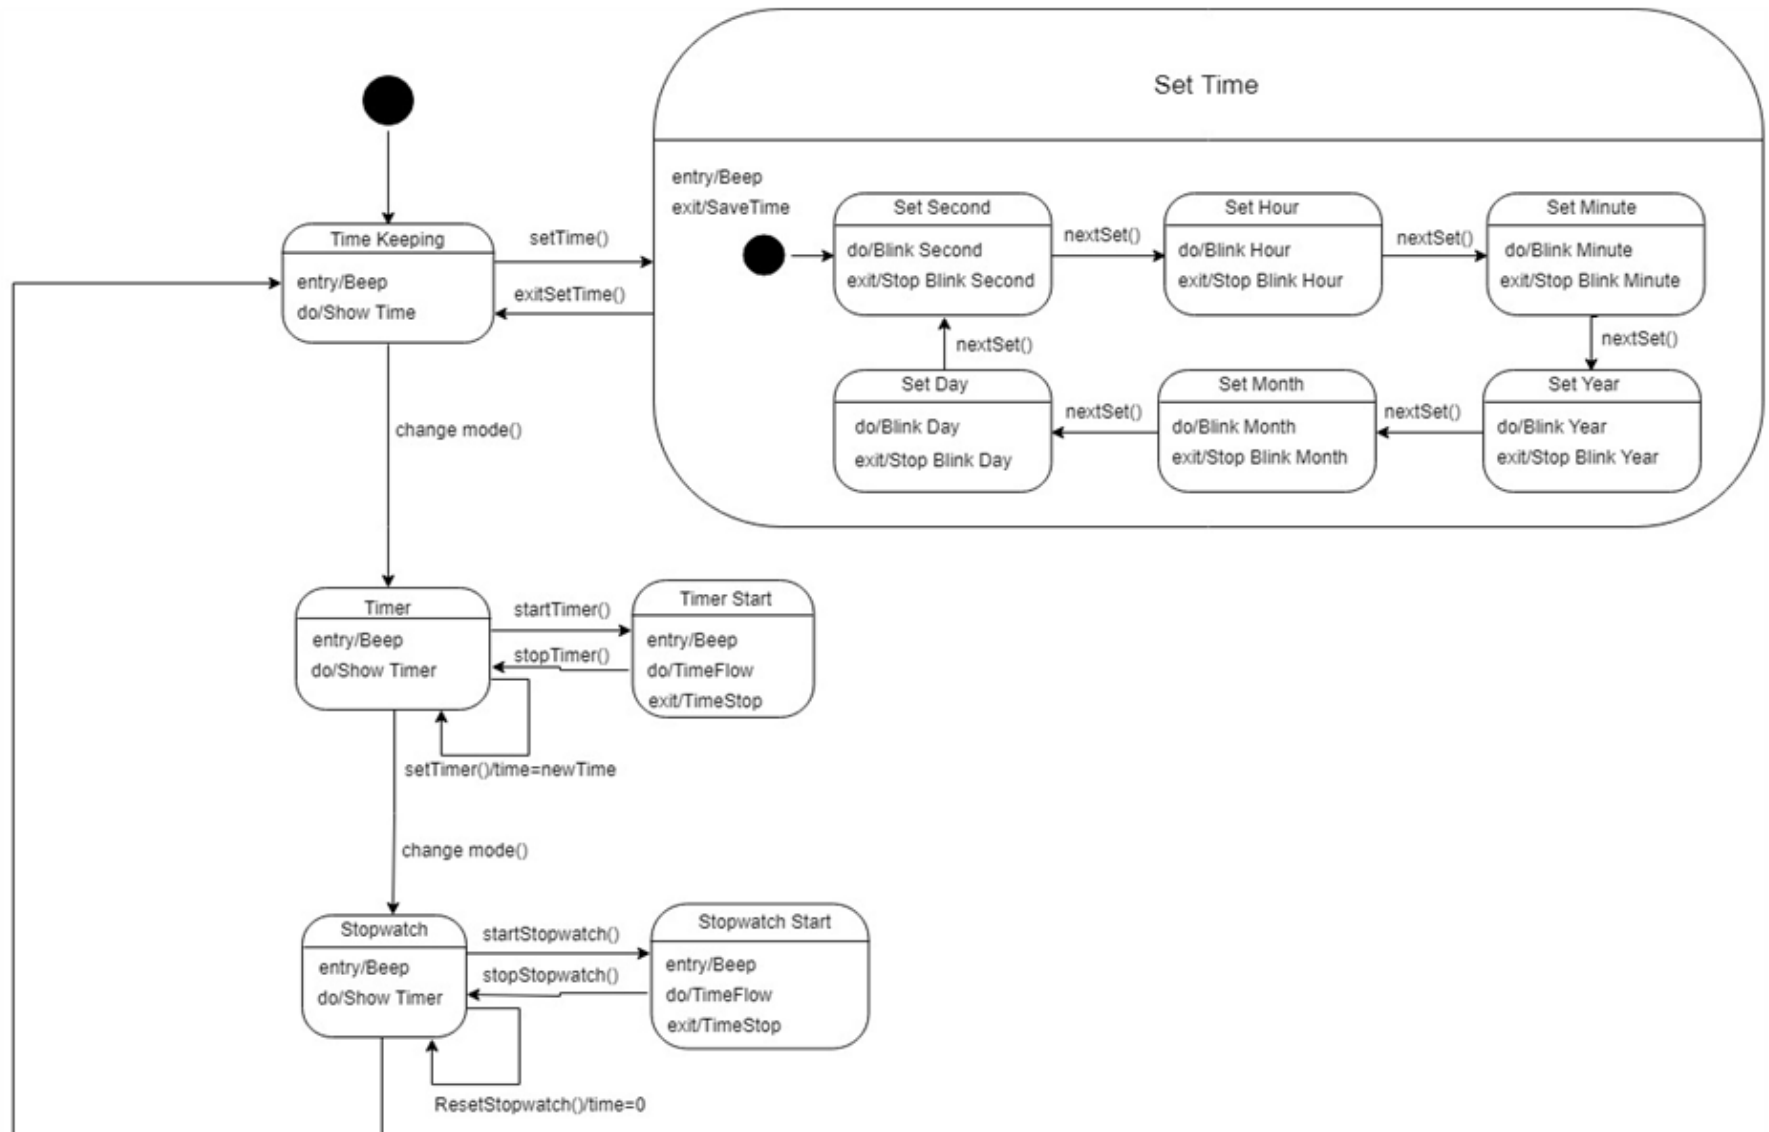 Set Time
entry/Beep
exit/SaveTime
Set Second
do/Blink Second
exit/Stop Blink Second
nextSet()
Set Hour
do/Blink Hour
exit/Stop Blink Hour
nextSet()
Set Minute
do/Blink Minute
exit/Stop Blink Minute
nextSet()
Set Year
do/Blink Year
exit/Stop Blink Year
nextSet()
Set Month
do/Blink Month
exit/Stop Blink Month
nextSet()
Set Day
do/Blink Day
exit/Stop Blink Day
nextSet()
Time Keeping
entry/Beep
do/Show Time
setTime()
exitSetTime()
change mode()
Timer
entry/Beep
do/Show Timer
startTimer()
stopTimer()
Timer Start
entry/Beep
do/TimeFlow
exit/TimeStop
setTimer()/time=newTime
change mode()
Stopwatch
entry/Beep
do/Show Timer
startStopwatch()
stopStopwatch()
Stopwatch Start
entry/Beep
do/TimeFlow
exit/TimeStop
ResetStopwatch()/time=0